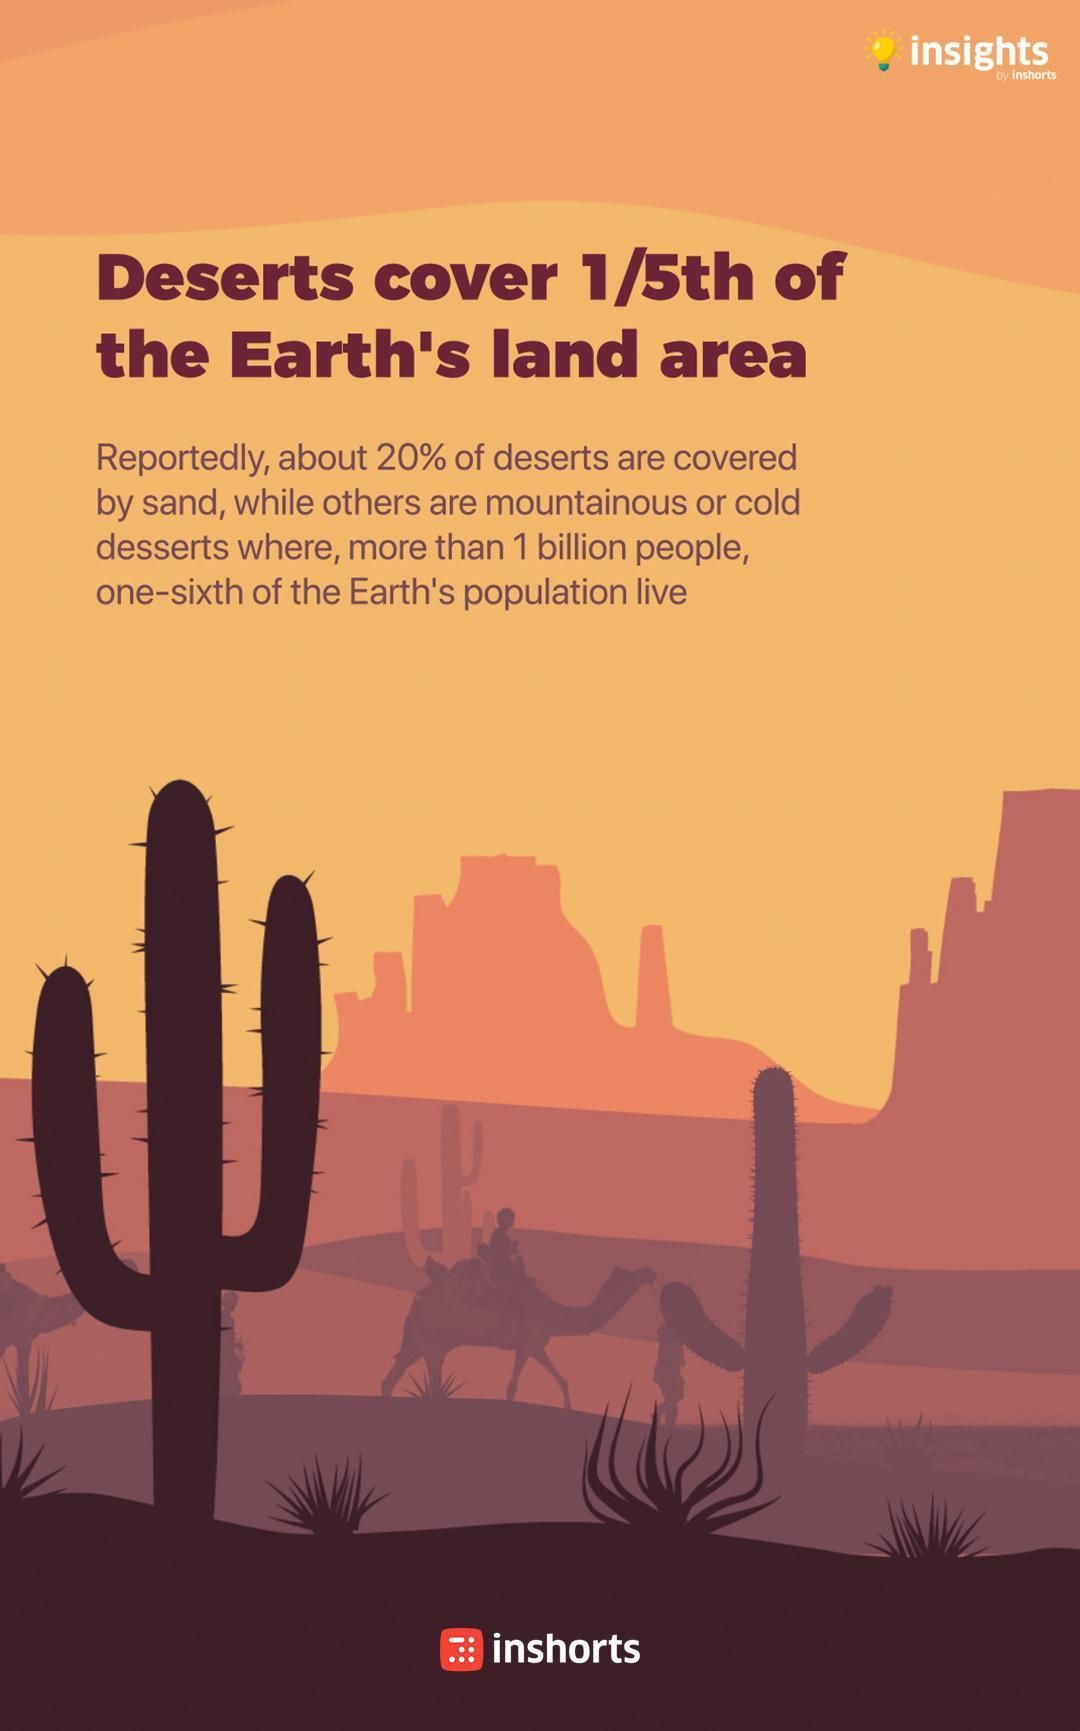 insights
by inshorts
Deserts cover 1/5th of
the Earth's land area
Reportedly, about 20% of deserts are covered
by sand, while others are mountainous or cold
desserts where, more than 1 billion people,
one-sixth of the Earth's population live
inshorts